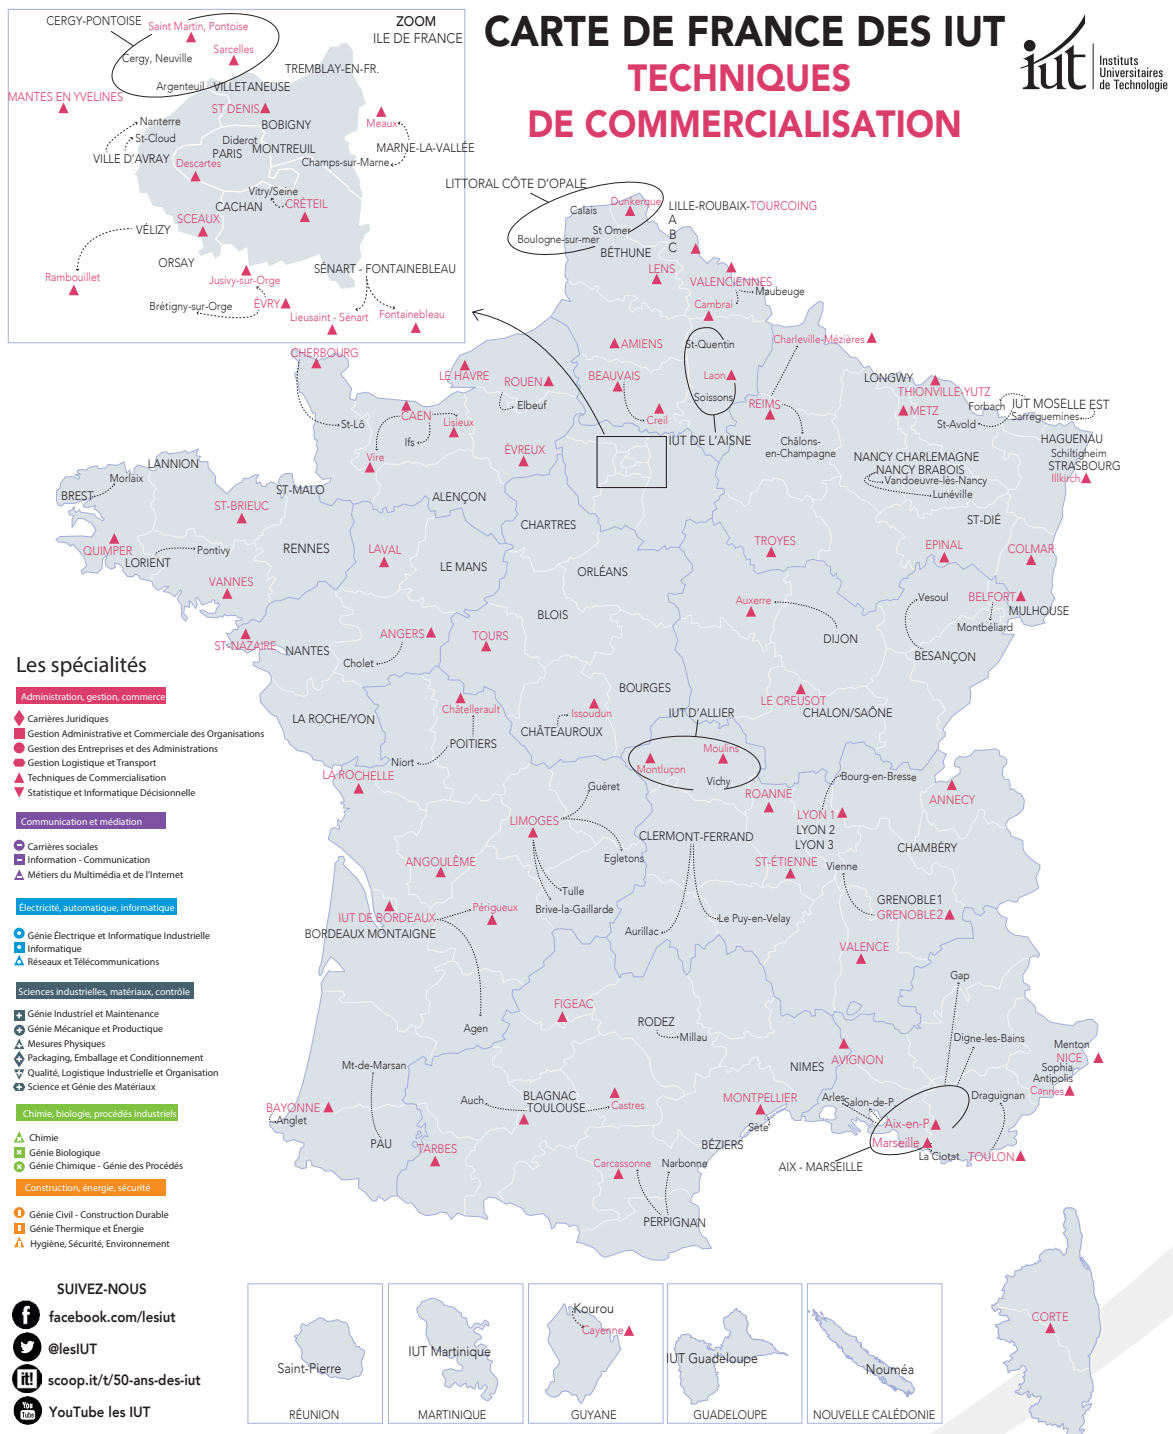 CARTE DE FRANCE DES IUT
TECHNIQUES
DE COMMERCIALISATION
iut
Instituts
Universitaires
de Technologie
ZOOM
ILE DE FRANCE
CERGY-PONTOISE
Saint Martin, Pontoise
Sarcelles
Cergy, Neuville
Argenteuil
VILLETANEUSE
TREMBLAY-EN-FR.
MANTES EN YVELINES
ST DENIS
BOBIGNY
Meaux
Nanterre
St-Cloud
VILLE D'AVRAY
Diderot
PARIS
MONTREUIL
MARNE-LA-VALLÉE
Champs-sur-Marne
Descartes
Vitry/Seine
CACHAN
CRÉTEIL
SCEAUX
VÉLIZY
ORSAY
Rambouillet
Jusivy-sur-Orge
SÉNART - FONTAINEBLEAU
Brétigny-sur-Orge
ÉVRY
Lieusaint - Sénart
Fontainebleau
LITTORAL CÔTE D'OPALE
Dunkerque
Calais
St Omer
Boulogne-sur-mer
LILLE-ROUBAIX-TOURCOING
A
B
C
BÉTHUNE
LENS
VALENCIENNES
Maubeuge
Cambrai
CHERBOURG
LE HAVRE
ROUEN
Elbeuf
AMIENS
St-Quentin
Charleville-Mézières
BEAUVAIS
Laon
Soissons
Creil
IUT DE L'AISNE
REIMS
Châlons-
en-Champagne
LONGWY
THIONVILLE-YUTZ
METZ
Forbach
IUT MOSELLE EST
Sarreguemines
St-Avold
HAGUENAU
Schiltigheim
STRASBOURG
Illkirch
NANCY CHARLEMAGNE
NANCY BRABOIS
Vandoeuvre-lès-Nancy
Lunéville
ST-DIÉ
CAEN
Lisieux
St-Lô
Ifs
Vire
ÉVREUX
ALENÇON
LANNION
Morlaix
BREST
ST-MALO
ST-BRIEUC
QUIMPER
LORIENT
Pontivy
RENNES
VANNES
LAVAL
LE MANS
CHARTRES
ORLÉANS
TROYES
EPINAL
COLMAR
BELFORT
MULHOUSE
Montbéliard
Vesoul
BESANÇON
Auxerre
DIJON
BLOIS
TOURS
ANGERS
Cholet
ST-NAZAIRE
NANTES
LA ROCHE/YON
BOURGES
LE CREUSOT
CHALON/SAÔNE
Issoudun
CHÂTEAUROUX
Châtellerault
POITIERS
Niort
IUT D'ALLIER
Moulins
Montluçon
Vichy
LA ROCHELLE
Guéret
LIMOGES
Egletons
Tulle
Brive-la-Gaillarde
ANGOULÊME
CLERMONT-FERRAND
Aurillac
Le Puy-en-Velay
ROANNE
Bourg-en-Bresse
LYON 1
LYON 2
LYON 3
ANNECY
CHAMBÉRY
ST-ÉTIENNE
Vienne
GRENOBLE1
GRENOBLE2
VALENCE
IUT DE BORDEAUX
BORDEAUX MONTAIGNE
Périgueux
Agen
FIGEAC
RODEZ
Millau
Gap
Digne-les-Bains
Menton
NICE
Sophia
Antipolis
Cannes
AVIGNON
NIMES
Mt-de-Marsan
BAYONNE
Anglet
PAU
TARBES
Auch
BLAGNAC
TOULOUSE
Castres
MONTPELLIER
Sète
BÉZIERS
Arles
Salon-de-P.
Aix-en-P
Marseille
La Ciotat
Draguignan
TOULON
AIX - MARSEILLE
Carcassonne
Narbonne
PERPIGNAN
CORTE
Les spécialités
Administration, gestion, commerce
Carrières Juridiques
Gestion Administrative et Commerciale des Organisations
Gestion des Entreprises et des Administrations
Gestion Logistique et Transport
Techniques de Commercialisation
Statistique et Informatique Décisionnelle
Communication et médiation
Carrières sociales
Information - Communication
Métiers du Multimédia et de l'Internet
Électricité, automatique, informatique
Génie Électrique et Informatique Industrielle
Informatique
Réseaux et Télécommunications
Sciences industrielles, matériaux, contrôle
Génie Industriel et Maintenance
Génie Mécanique et Productique
Mesures Physiques
Packaging, Emballage et Conditionnement
Qualité, Logistique Industrielle et Organisation
Science et Génie des Matériaux
Chimie, biologie, procédés industriels
Chimie
Génie Biologique
Génie Chimique - Génie des Procédés
Construction, énergie, sécurité
Génie Civil - Construction Durable
Génie Thermique et Énergie
Hygiène, Sécurité, Environnement
SUIVEZ-NOUS
facebook.com/lesiut
@lesIUT
it!
scoop.it/t/50-ans-des-iut
You
Tube
YouTube les IUT
Saint-Pierre
RÉUNION
IUT Martinique
MARTINIQUE
Kourou
Cayenne
GUYANE
IUT Guadeloupe
GUADELOUPE
Nouméa
NOUVELLE CALÉDONIE